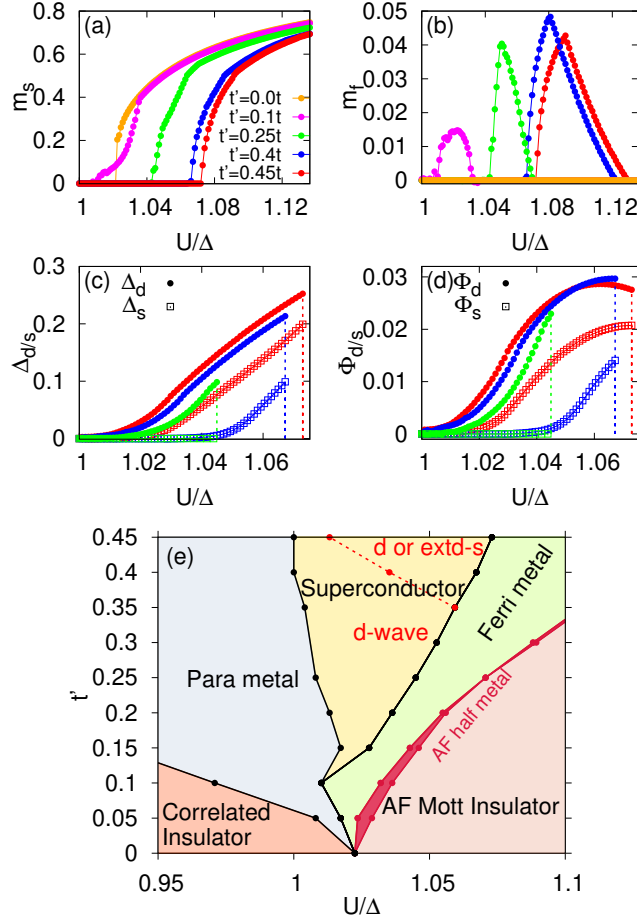 (a)
m_s
0.8
0.6
0.4
0.2
0
t'=0.0t
t'=0.1t
t'=0.25t
t'=0.4t
t'=0.45t
1 1.04 1.08 1.12
U/Δ
(b)
m_f
0.05
0.04
0.03
0.02
0.01
0
1 1.04 1.08 1.12
U/Δ
(c)
Δ_d
Δ_s
Δ_d/s
0.3
0.2
0.1
0
1 1.02 1.04 1.06
U/Δ
(d)
Φ_d
Φ_s
Φ_d/s
0.03
0.02
0.01
0
1 1.02 1.04 1.06
U/Δ
(e)
t'
0.45
0.4
0.35
0.3
0.25
0.2
0.15
0.1
0.05
0
d or extd-s
Superconductor
d-wave
Ferri metal
Para metal
AF half metal
Correlated
Insulator
AF Mott Insulator
0.95 1 1.05 1.1
U/Δ